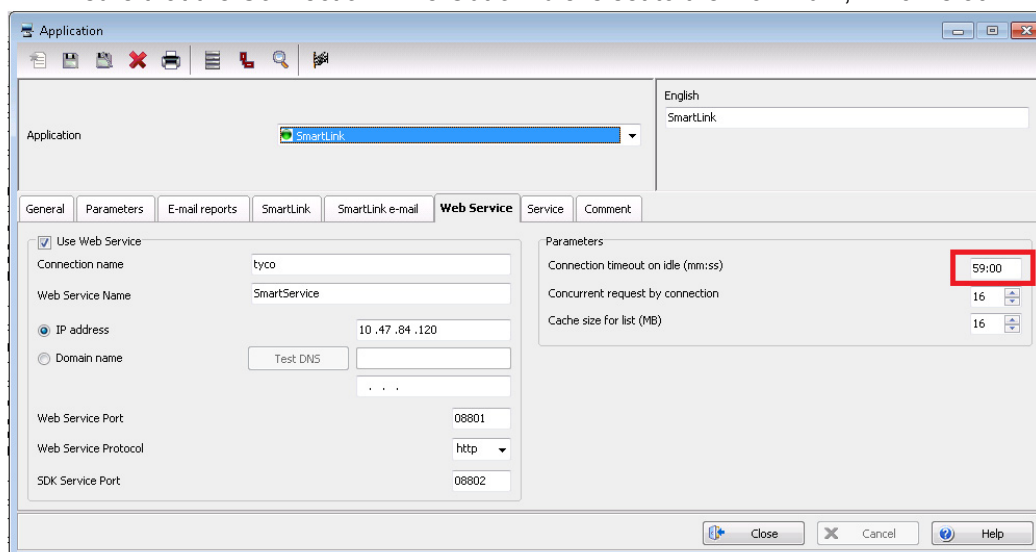 Application
English
Application
SmartLink
SmartLink
General
Parameters
E-mail reports
SmartLink
SmartLink e-mail
Web Service
Service
Comment
Use Web Service
Connection name
tyco
Web Service Name
SmartService
IP address
10 .47 .84 .120
Domain name
Test DNS
. . .
Web Service Port
08801
Web Service Protocol
http
SDK Service Port
08802
Parameters
Connection timeout on idle (mm:ss)
59:00
Concurrent request by connection
16
Cache size for list (MB)
16
Close
Cancel
Help